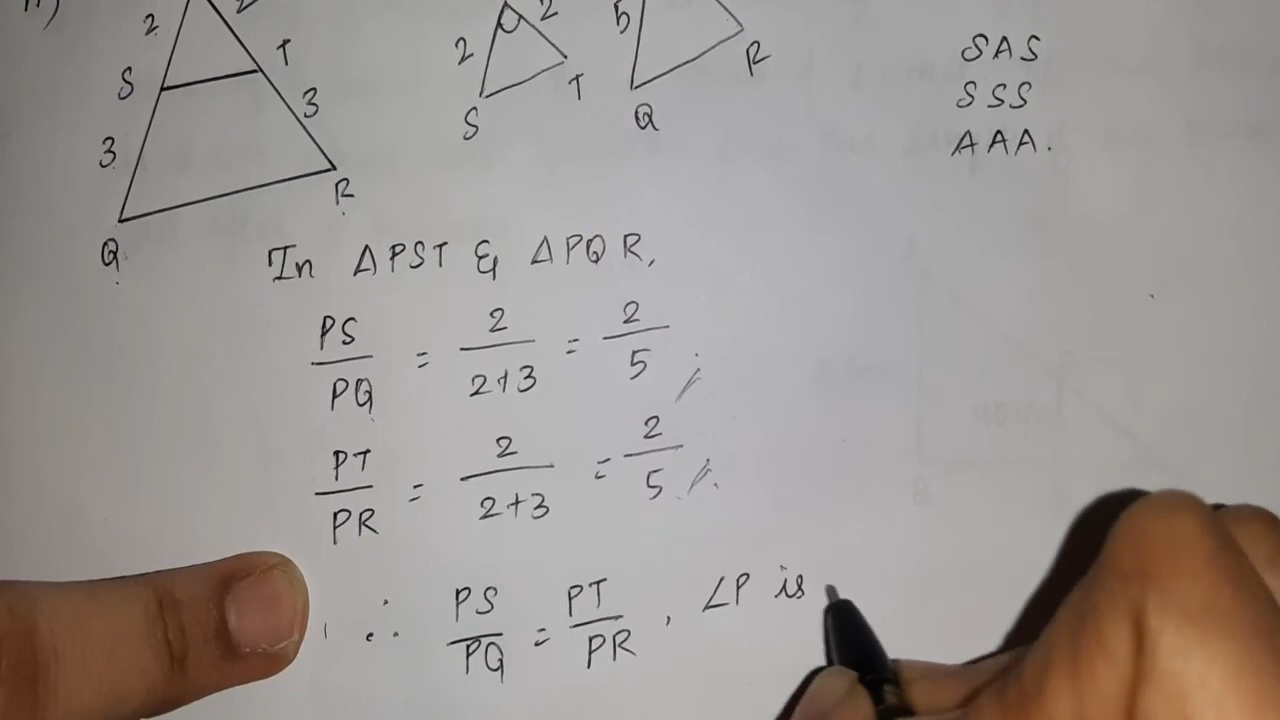 2 2 2 5
S T 2 T R SAS
3 3 S Q SSS
Q R AAA.
In ΔPST & ΔPQR,
PS/PQ = 2/2+3 = 2/5
PT/PR = 2/2+3 = 2/5
∴ PS/PQ = PT/PR, ∠P is